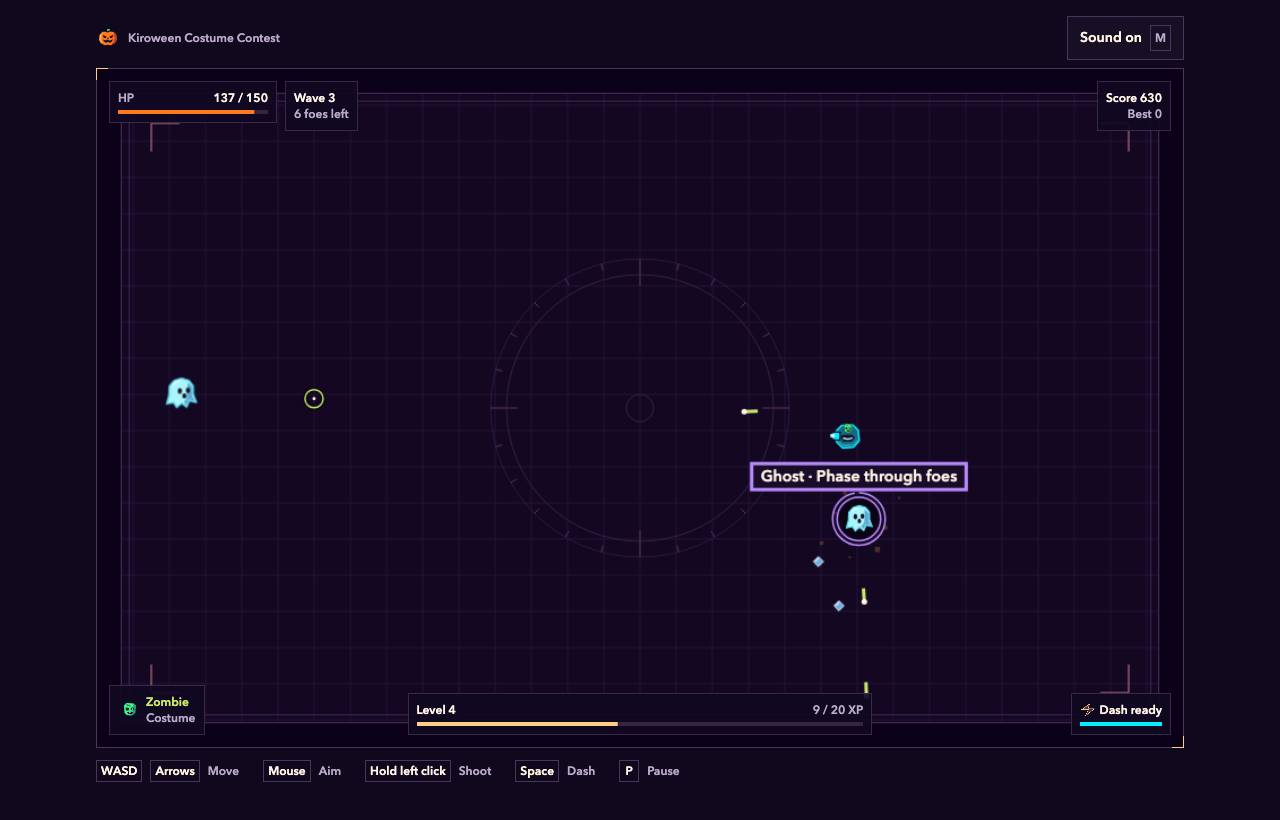 Kiroween Costume Contest
Sound on M
HP 137 / 150
Wave 3
6 foes left
Score 630
Best 0
Ghost · Phase through foes
Zombie
Costume
Level 4 9 / 20 XP
Dash ready
WASD Arrows Move Mouse Aim Hold left click Shoot Space Dash P Pause